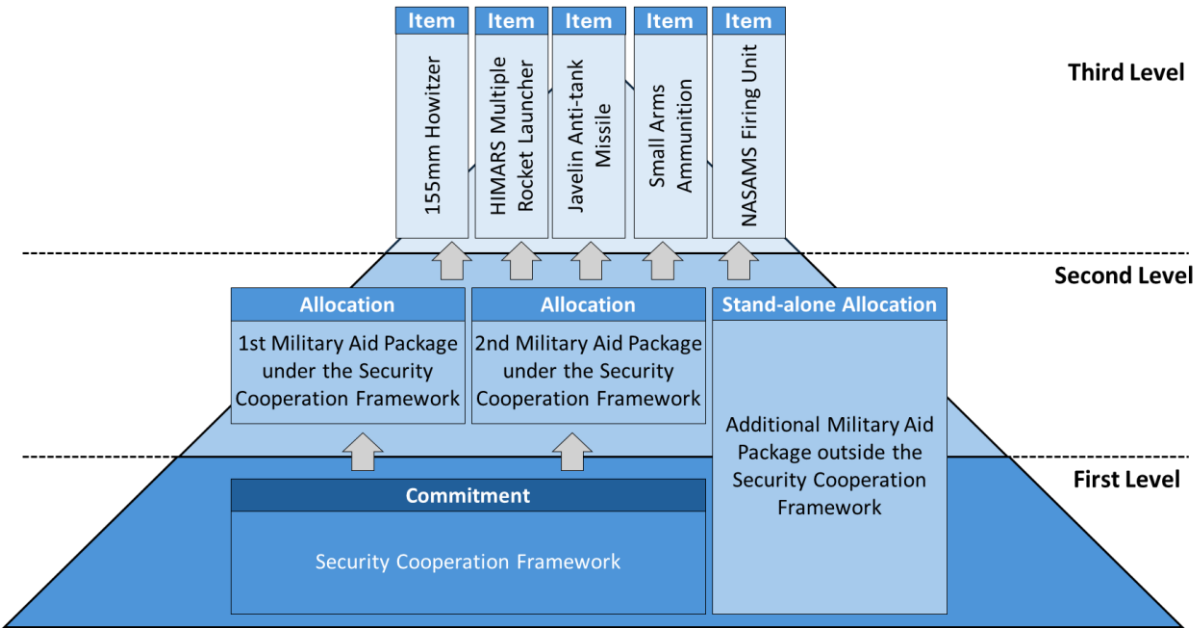 Item
Item
Item
Item
Item
155mm Howitzer
HIMARS Multiple
Rocket Launcher
Javelin Anti-tank
Missile
Small Arms
Ammunition
NASAMS Firing Unit
Third Level
Second Level
Allocation
1st Military Aid Package
under the Security
Cooperation Framework
Allocation
2nd Military Aid Package
under the Security
Cooperation Framework
Stand-alone Allocation
Additional Military Aid
Package outside the
Security Cooperation
Framework
First Level
Commitment
Security Cooperation Framework